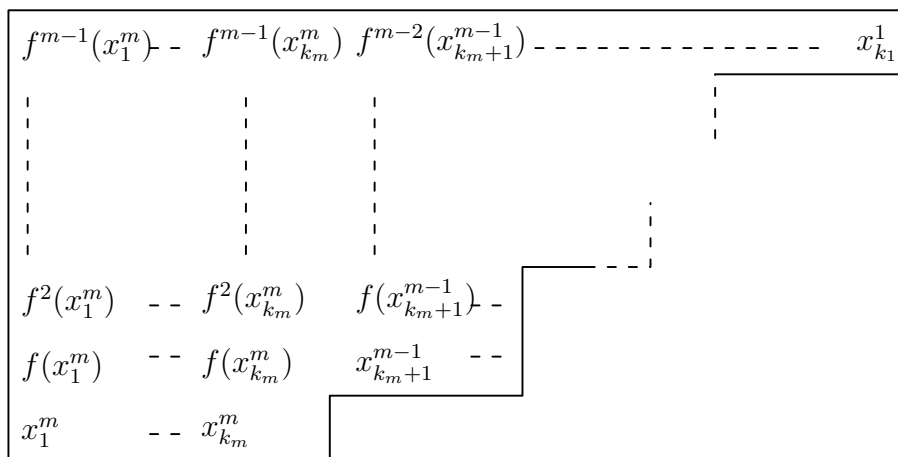 f^{m-1}(x_1^m) -- f^{m-1}(x_{k_m}^m) f^{m-2}(x_{k_m+1}^{m-1}) ---------- x_{k_1}^1
f^2(x_1^m) -- f^2(x_{k_m}^m) f(x_{k_m+1}^{m-1}) --
f(x_1^m) -- f(x_{k_m}^m) x_{k_m+1}^{m-1} --
x_1^m -- x_{k_m}^m